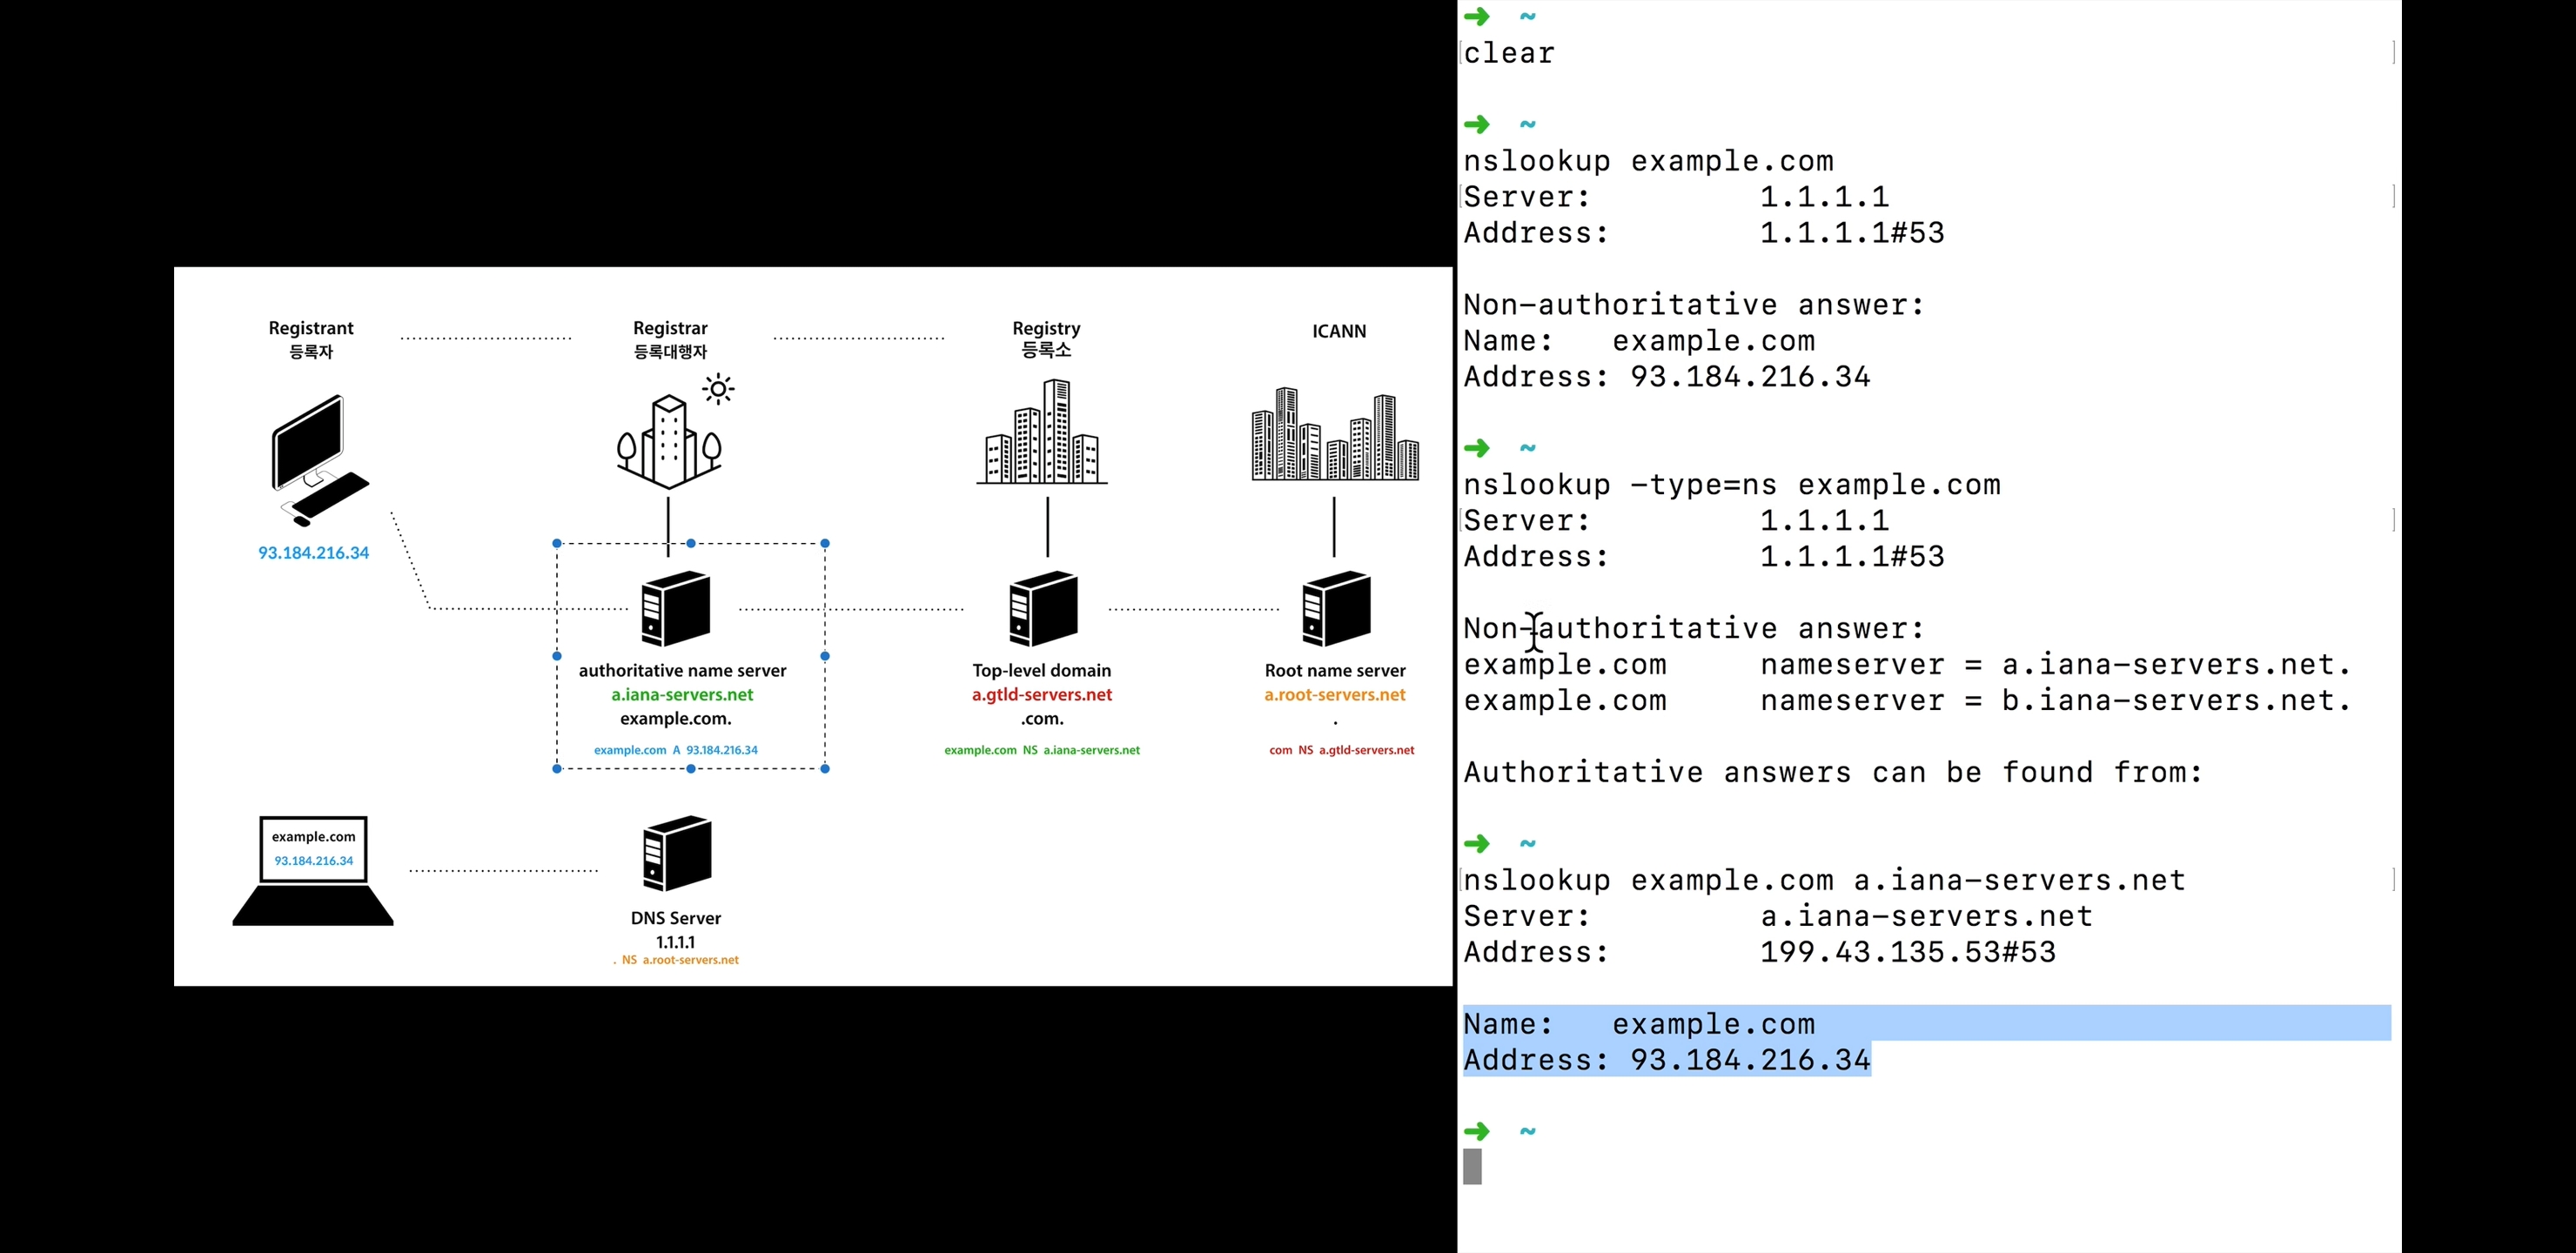 Registrant
등록자
Registrar
등록대행자
Registry
등록소
ICANN
93.184.216.34
authoritative name server
a.iana-servers.net
example.com.
example.com A 93.184.216.34
Top-level domain
a.gtld-servers.net
.com.
example.com NS a.iana-servers.net
Root name server
a.root-servers.net
.
com NS a.gtld-servers.net
example.com
93.184.216.34
DNS Server
1.1.1.1
. NS a.root-servers.net
➜ ~
clear
➜ ~
nslookup example.com
Server: 1.1.1.1
Address: 1.1.1.1#53
Non-authoritative answer:
Name: example.com
Address: 93.184.216.34
➜ ~
nslookup -type=ns example.com
Server: 1.1.1.1
Address: 1.1.1.1#53
Non-authoritative answer:
example.com nameserver = a.iana-servers.net.
example.com nameserver = b.iana-servers.net.
Authoritative answers can be found from:
➜ ~
nslookup example.com a.iana-servers.net
Server: a.iana-servers.net
Address: 199.43.135.53#53
Name: example.com
Address: 93.184.216.34
➜ ~